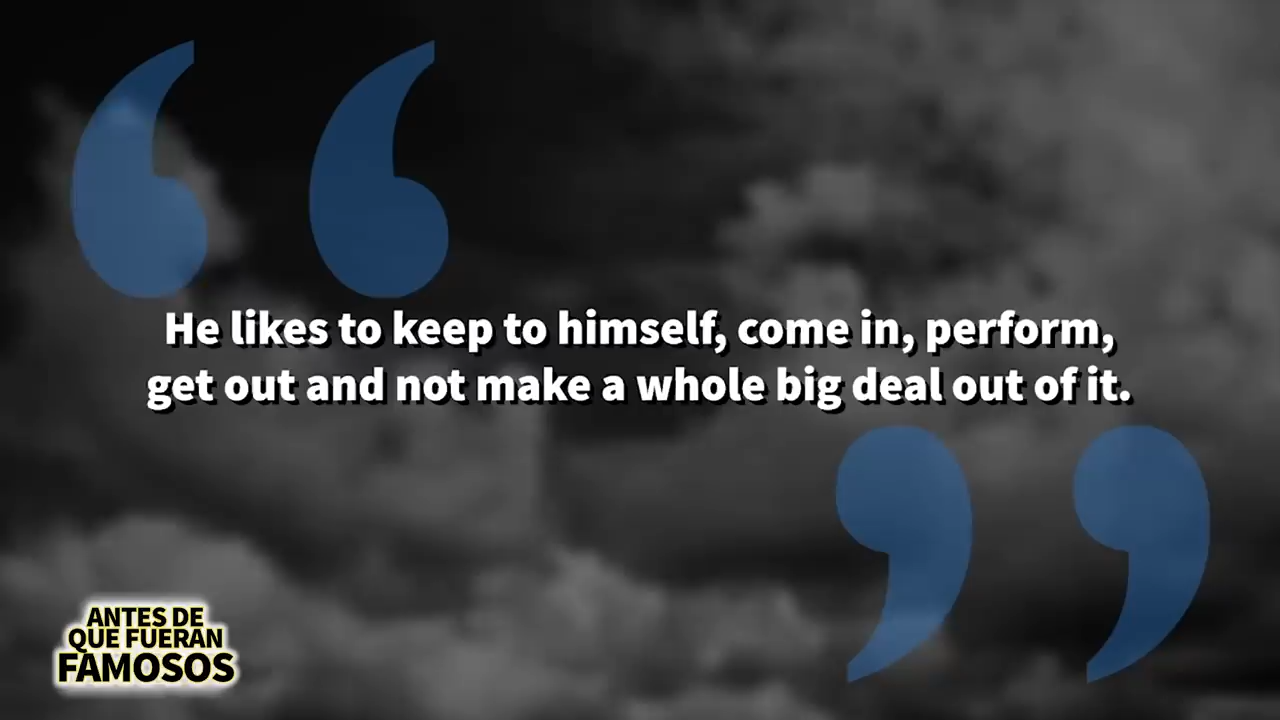 He likes to keep to himself, come in, perform,
get out and not make a whole big deal out of it.
ANTES DE
QUE FUERAN
FAMOSOS